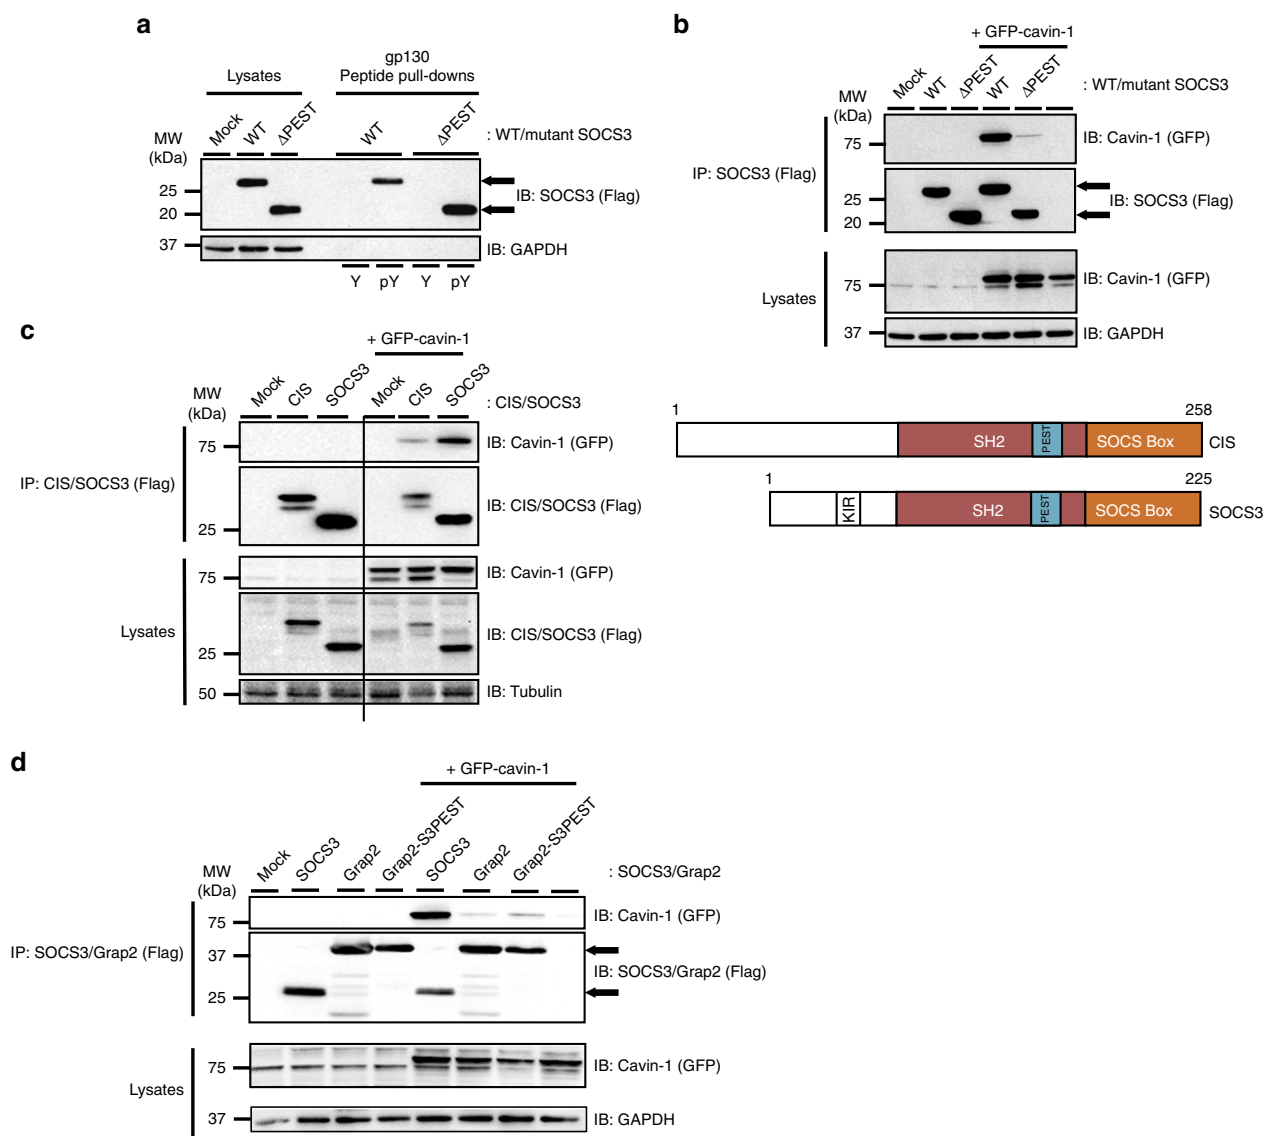 a
gp130
Lysates
Peptide pull-downs
Mock
WT
ΔPEST
WT
ΔPEST
: WT/mutant SOCS3
MW
(kDa)
25
20
37
IB: SOCS3 (Flag)
IB: GAPDH
Y
pY
Y
pY
b
+ GFP-cavin-1
Mock
WT
ΔPEST
WT
ΔPEST
: WT/mutant SOCS3
MW
(kDa)
IP: SOCS3 (Flag)
75
IB: Cavin-1 (GFP)
25
20
IB: SOCS3 (Flag)
Lysates
75
IB: Cavin-1 (GFP)
37
IB: GAPDH
c
+ GFP-cavin-1
Mock
CIS
SOCS3
Mock
CIS
SOCS3
: CIS/SOCS3
MW
(kDa)
IP: CIS/SOCS3 (Flag)
75
IB: Cavin-1 (GFP)
25
IB: CIS/SOCS3 (Flag)
Lysates
75
IB: Cavin-1 (GFP)
25
IB: CIS/SOCS3 (Flag)
50
IB: Tubulin
1
258
SH2
PEST
SOCS Box
CIS
1
225
KIR
SH2
PEST
SOCS Box
SOCS3
d
+ GFP-cavin-1
Mock
SOCS3
Grap2
Grap2-S3PEST
SOCS3
Grap2
Grap2-S3PEST
: SOCS3/Grap2
MW
(kDa)
IP: SOCS3/Grap2 (Flag)
75
IB: Cavin-1 (GFP)
37
25
IB: SOCS3/Grap2 (Flag)
Lysates
75
IB: Cavin-1 (GFP)
37
IB: GAPDH